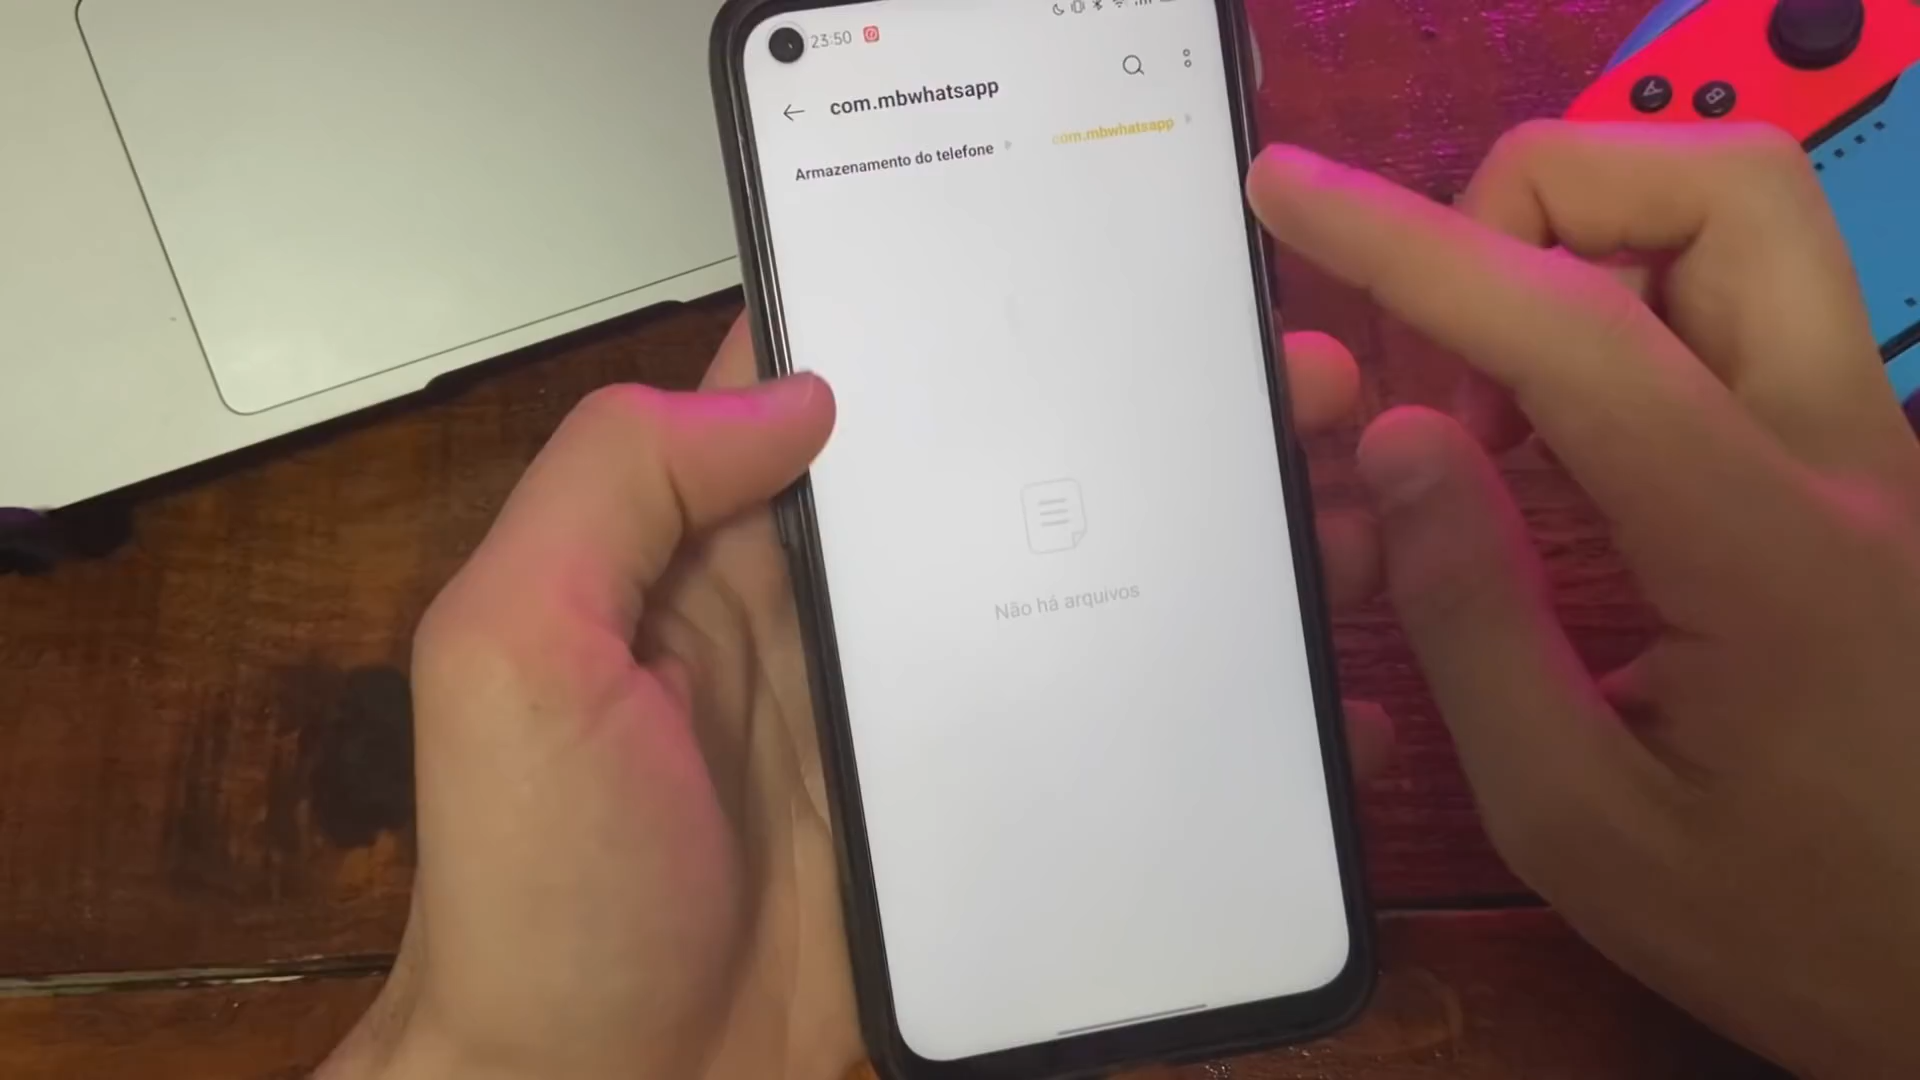 23:50
com.mbwhatsapp
Armazenamento do telefone
com.mbwhatsapp
Não há arquivos
A
B